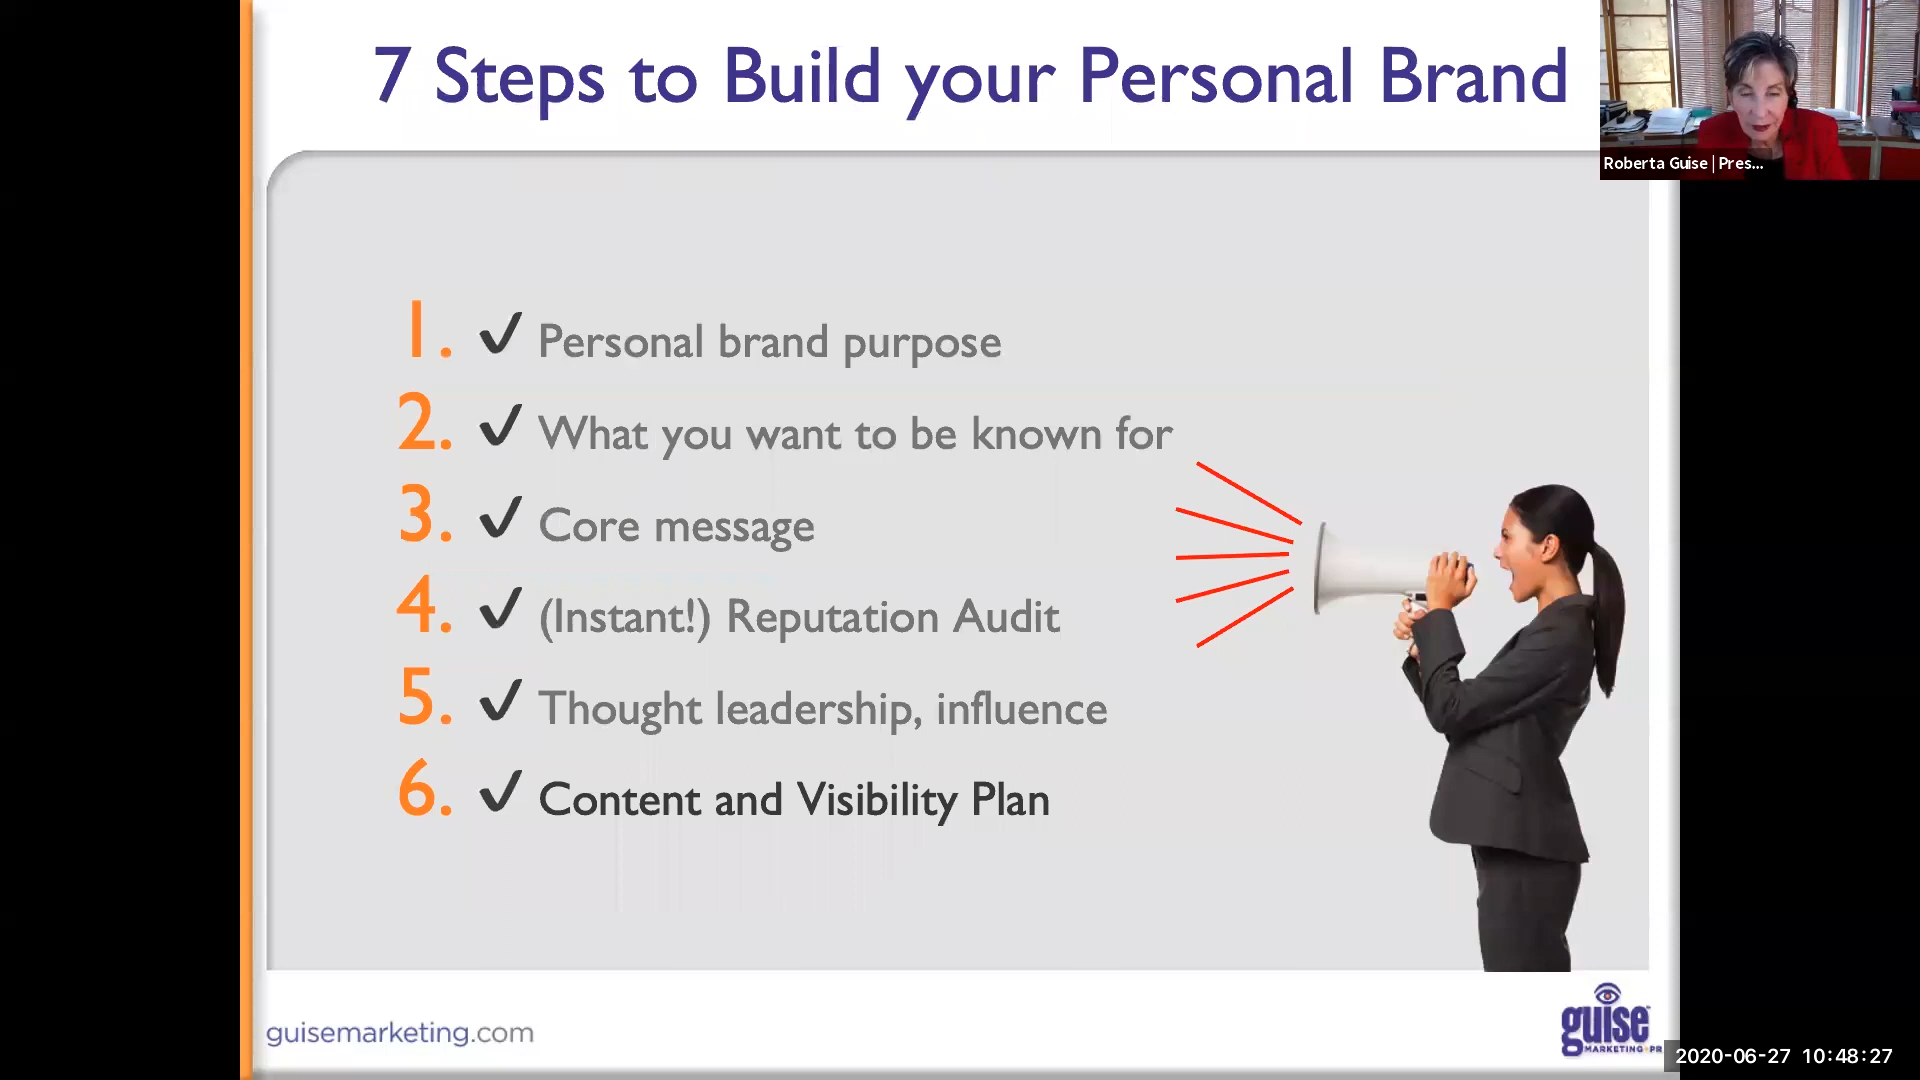 7 Steps to Build your Personal Brand
Roberta Guise | Pres...
1. ✔ Personal brand purpose
2. ✔ What you want to be known for
3. ✔ Core message
4. ✔ (Instant!) Reputation Audit
5. ✔ Thought leadership, influence
6. ✔ Content and Visibility Plan
guisemarketing.com
guise
MARKETING+PR
2020-06-27 10:48:27